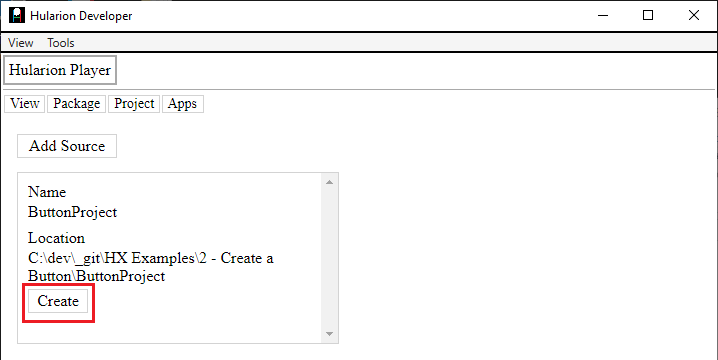 Hularion Developer
View Tools
Hularion Player
View Package Project Apps
Add Source
Name
ButtonProject
Location
C:\dev\_git\HX Examples\2 - Create a
Button\ButtonProject
Create